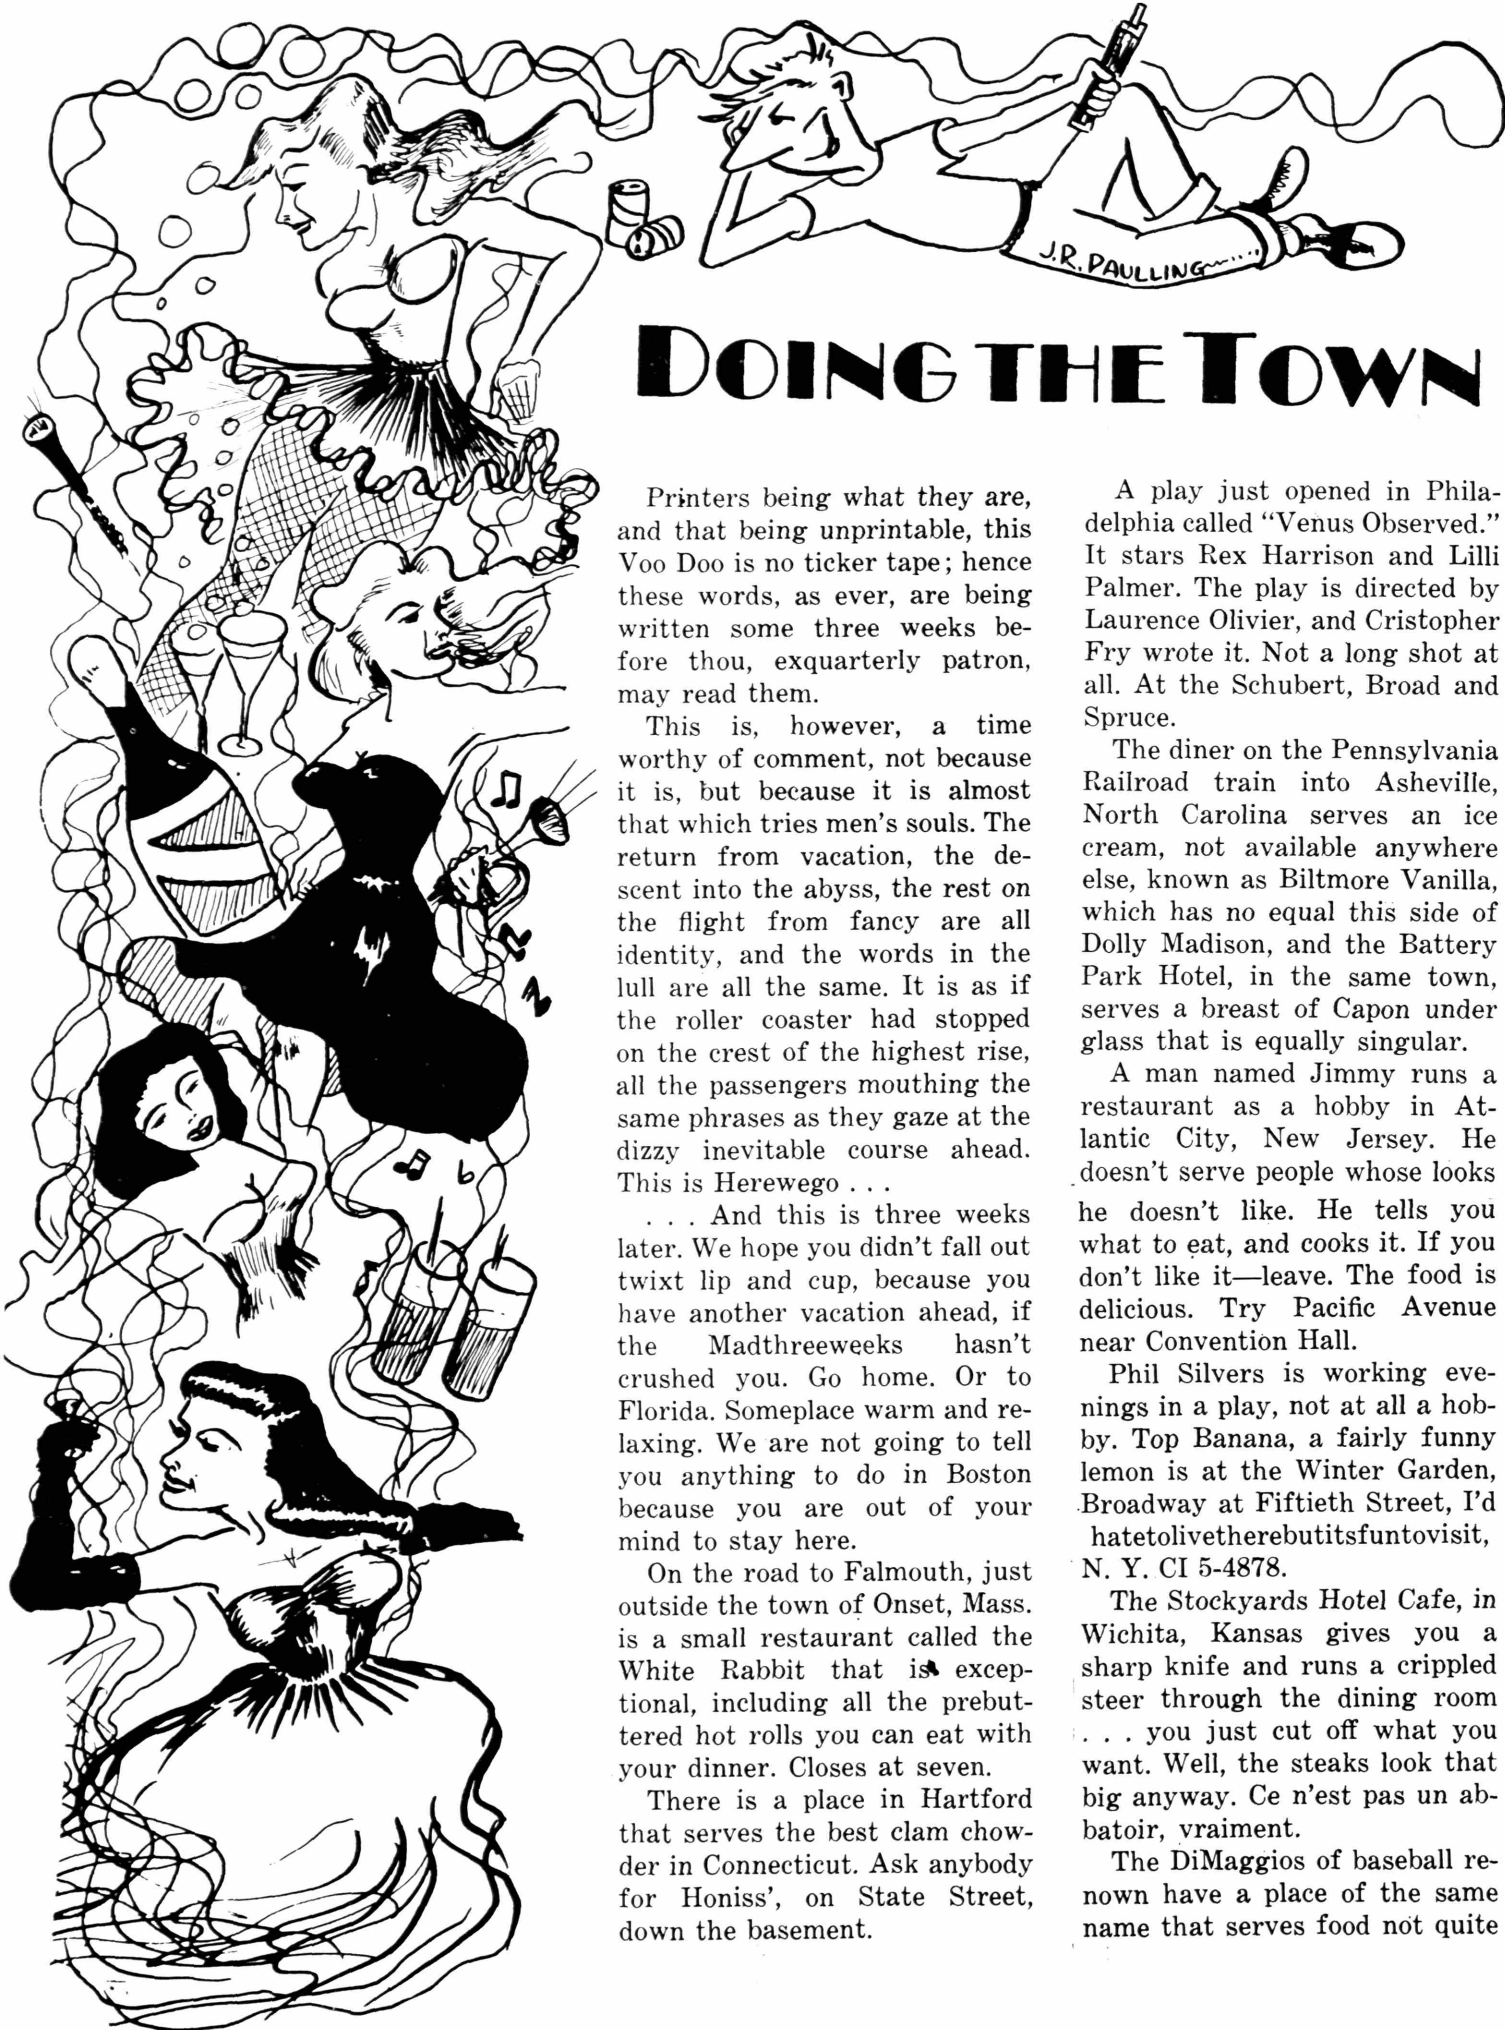 J.R. PAULLING
DOING THE TOWN
Printers being what they are,
and that being unprintable, this
Voo Doo is no ticker tape; hence
these words, as ever, are being
written some three weeks be-
fore thou, exquarterly patron,
may read them.
This is, however, a time
worthy of comment, not because
it is, but because it is almost
that which tries men's souls. The
return from vacation, the de-
scent into the abyss, the rest on
the flight from fancy are all
identity, and the words in the
lull are all the same. It is as if
the roller coaster had stopped
on the crest of the highest rise,
all the passengers mouthing the
same phrases as they gaze at the
dizzy inevitable course ahead.
This is Herewego . . .
. . . And this is three weeks
later. We hope you didn't fall out
twixt lip and cup, because you
have another vacation ahead, if
the Madthreeweeks hasn't
crushed you. Go home. Or to
Florida. Someplace warm and re-
laxing. We are not going to tell
you anything to do in Boston
because you are out of your
mind to stay here.
On the road to Falmouth, just
outside the town of Onset, Mass.
is a small restaurant called the
White Rabbit that is excep-
tional, including all the prebut-
tered hot rolls you can eat with
your dinner. Closes at seven.
There is a place in Hartford
that serves the best clam chow-
der in Connecticut. Ask anybody
for Honiss', on State Street,
down the basement.
A play just opened in Phila-
delphia called “Venus Observed.”
It stars Rex Harrison and Lilli
Palmer. The play is directed by
Laurence Olivier, and Cristopher
Fry wrote it. Not a long shot at
all. At the Schubert, Broad and
Spruce.
The diner on the Pennsylvania
Railroad train into Asheville,
North Carolina serves an ice
cream, not available anywhere
else, known as Biltmore Vanilla,
which has no equal this side of
Dolly Madison, and the Battery
Park Hotel, in the same town,
serves a breast of Capon under
glass that is equally singular.
A man named Jimmy runs a
restaurant as a hobby in At-
lantic City, New Jersey. He
doesn't serve people whose looks
he doesn't like. He tells you
what to eat, and cooks it. If you
don't like it—leave. The food is
delicious. Try Pacific Avenue
near Convention Hall.
Phil Silvers is working eve-
nings in a play, not at all a hob-
by. Top Banana, a fairly funny
lemon is at the Winter Garden,
Broadway at Fiftieth Street, I'd
hatetolivetherebutitsfuntovisit,
N. Y. CI 5-4878.
The Stockyards Hotel Cafe, in
Wichita, Kansas gives you a
sharp knife and runs a crippled
steer through the dining room
. . . you just cut off what you
want. Well, the steaks look that
big anyway. Ce n'est pas un ab-
batoir, vraiment.
The DiMaggios of baseball re-
nown have a place of the same
name that serves food not quite